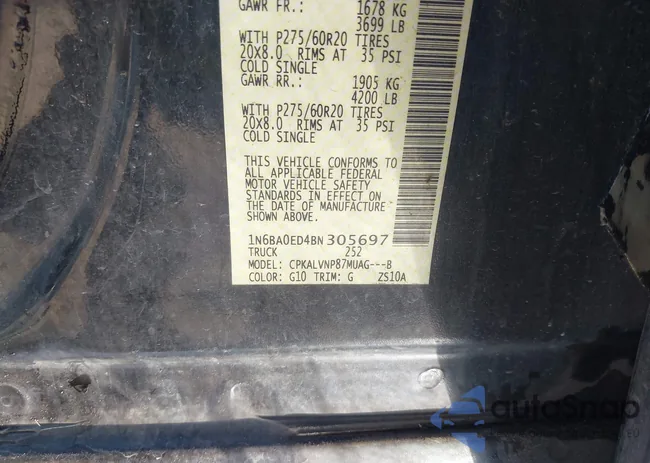 GAWR FR.: 1678 KG
3699 LB
WITH P275/60R20 TIRES
20X8.0 RIMS AT 35 PSI
COLD SINGLE
GAWR RR.: 1905 KG
4200 LB
WITH P275/60R20 TIRES
20X8.0 RIMS AT 35 PSI
COLD SINGLE
THIS VEHICLE CONFORMS TO
ALL APPLICABLE FEDERAL
MOTOR VEHICLE SAFETY
STANDARDS IN EFFECT ON
THE DATE OF MANUFACTURE
SHOWN ABOVE.
1N6BA0ED4BN305697
TRUCK 2S2
MODEL: CPKALVNP87MUAG---B
COLOR: G10 TRIM: G ZS10A
autoSnap